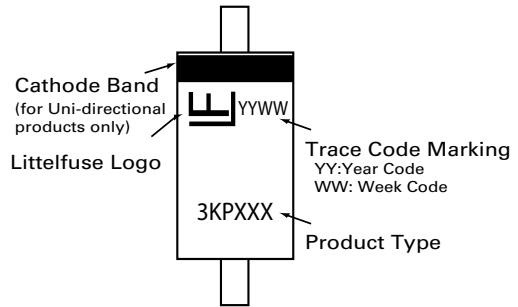 Cathode Band
(for Uni-directional
products only)
Littelfuse Logo
YYWW
Trace Code Marking
YY:Year Code
WW: Week Code
3KPXXX
Product Type